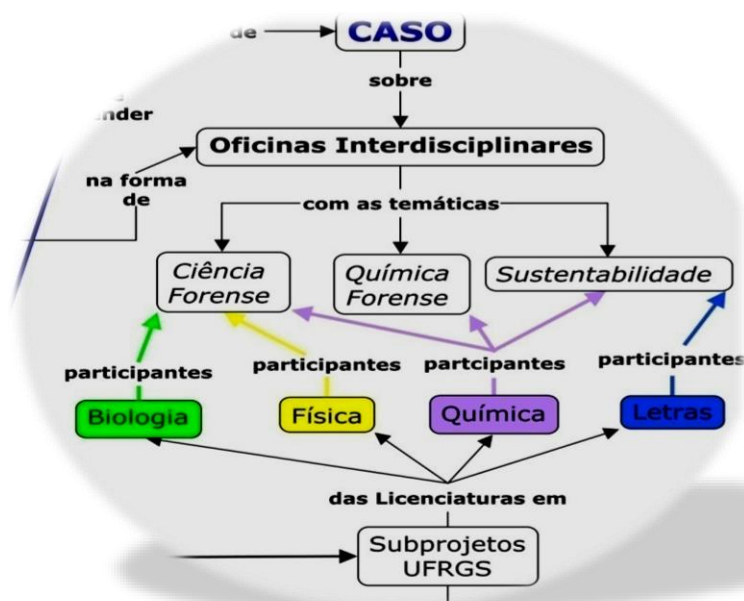 de
CASO
sobre
ander
Oficinas Interdisciplinares
na forma
de
com as temáticas
Ciência
Forense
Química
Forense
Sustentabilidade
participantes
participantes
partcipantes
participantes
Biologia
Física
Química
Letras
das Licenciaturas em
Subprojetos
UFRGS